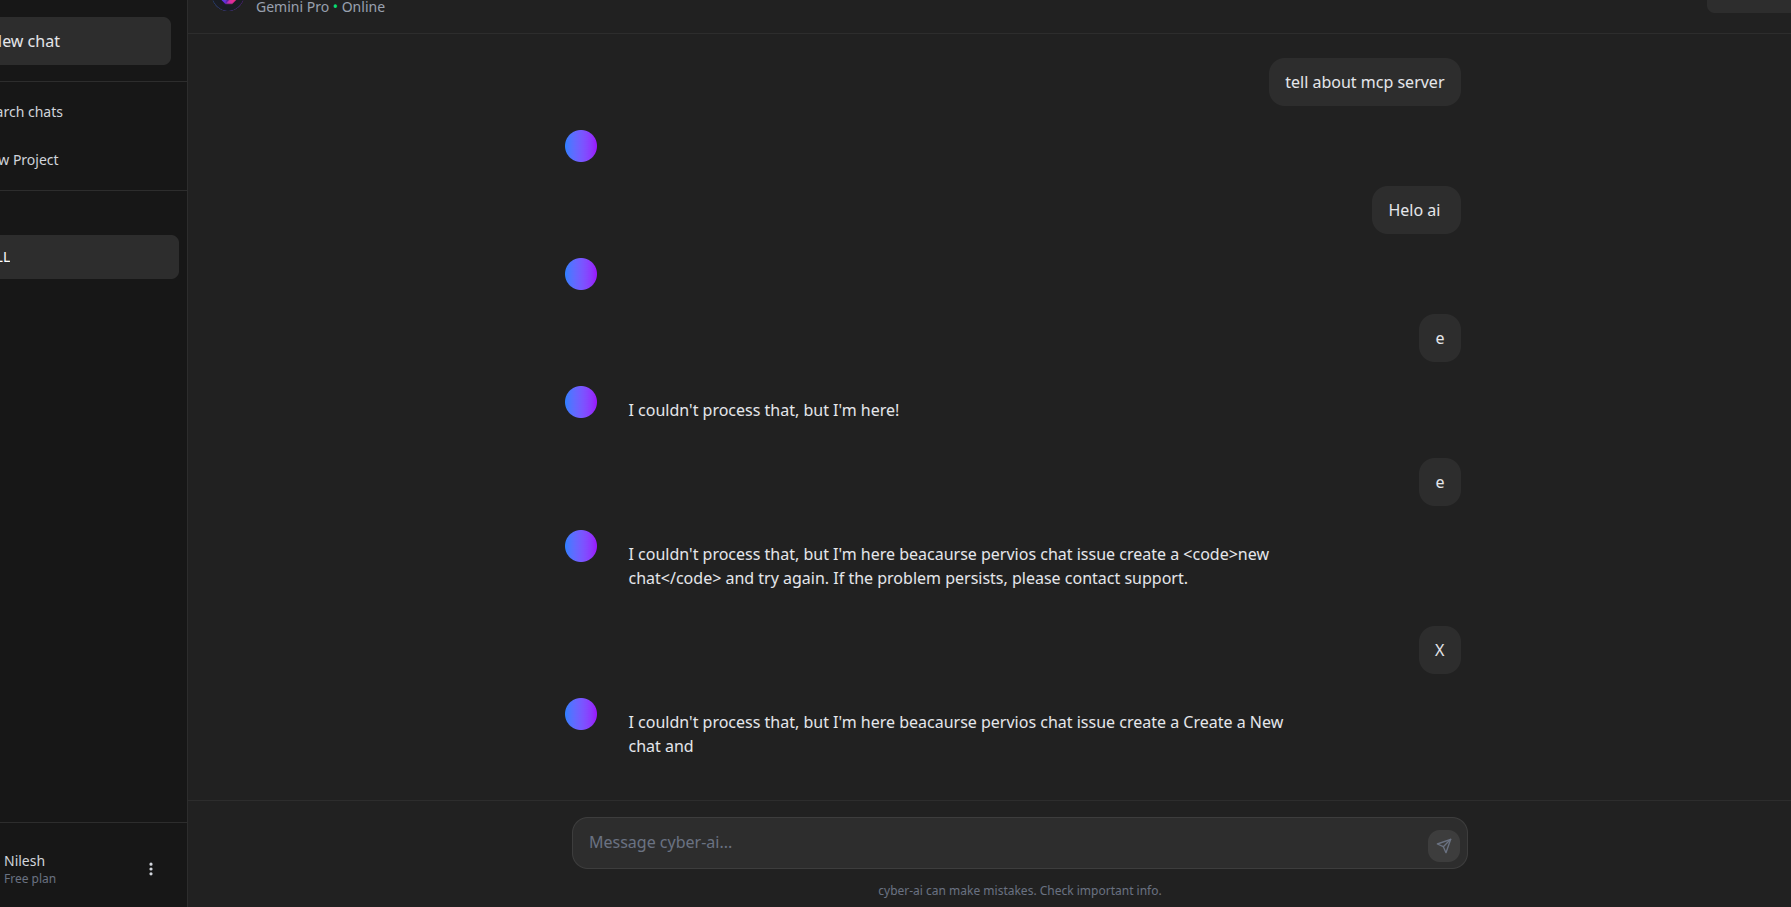 Gemini Pro • Online
ew chat
arch chats
w Project
LL
tell about mcp server
Helo ai
e
I couldn't process that, but I'm here!
e
I couldn't process that, but I'm here beacaurse pervios chat issue create a <code>new
chat</code> and try again. If the problem persists, please contact support.
X
I couldn't process that, but I'm here beacaurse pervios chat issue create a Create a New
chat and
Message cyber-ai...
cyber-ai can make mistakes. Check important info.
Nilesh
Free plan